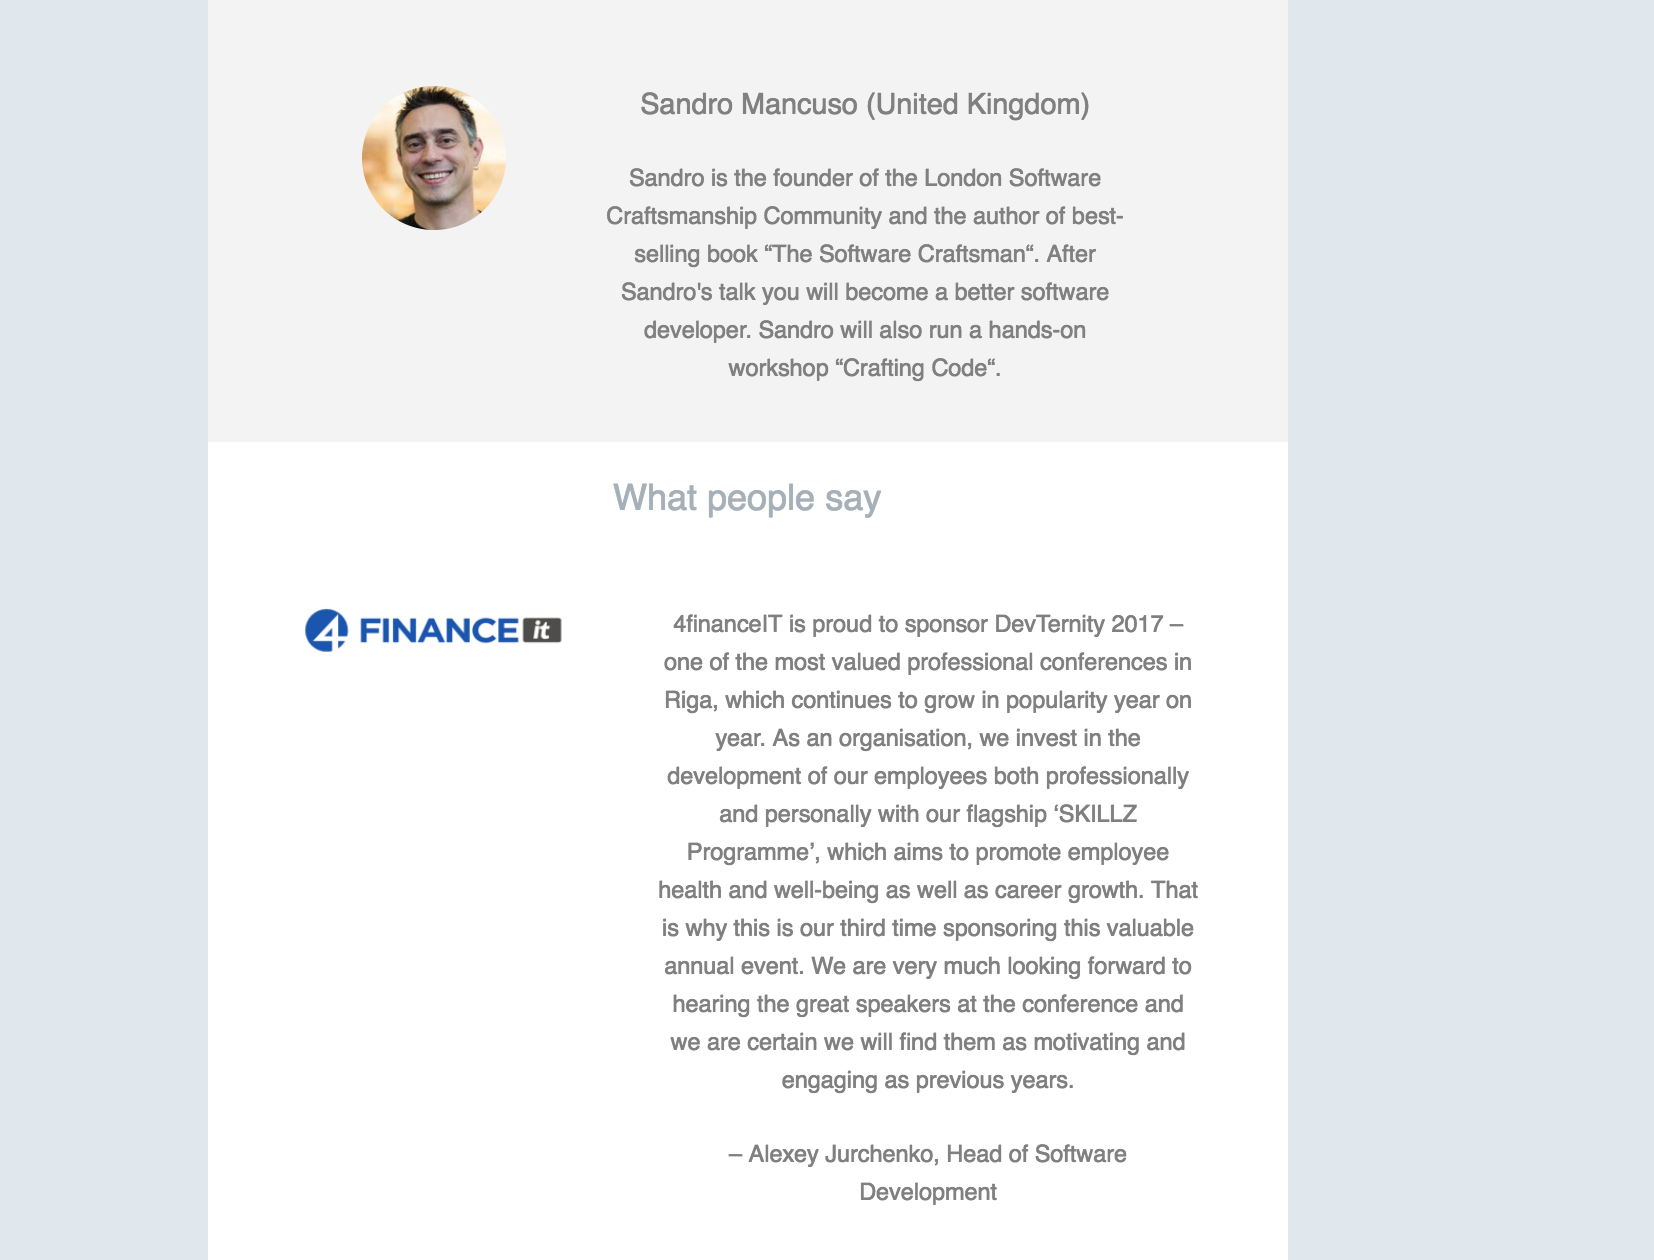 Sandro Mancuso (United Kingdom)
Sandro is the founder of the London Software
Craftsmanship Community and the author of best-
selling book “The Software Craftsman“. After
Sandro's talk you will become a better software
developer. Sandro will also run a hands-on
workshop “Crafting Code“.
What people say
4 FINANCE it
4financeIT is proud to sponsor DevTernity 2017 –
one of the most valued professional conferences in
Riga, which continues to grow in popularity year on
year. As an organisation, we invest in the
development of our employees both professionally
and personally with our flagship ‘SKILLZ
Programme’, which aims to promote employee
health and well-being as well as career growth. That
is why this is our third time sponsoring this valuable
annual event. We are very much looking forward to
hearing the great speakers at the conference and
we are certain we will find them as motivating and
engaging as previous years.
– Alexey Jurchenko, Head of Software
Development